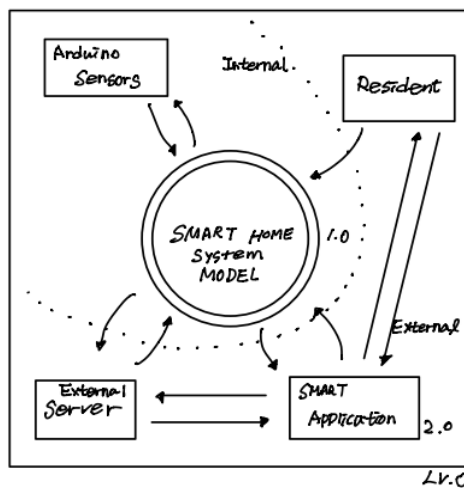 Arduino
Sensors
Internal.
Resident
SMART HOME
System
MODEL
1.0
External
External
Server
SMART
Application
2.0
LV.0